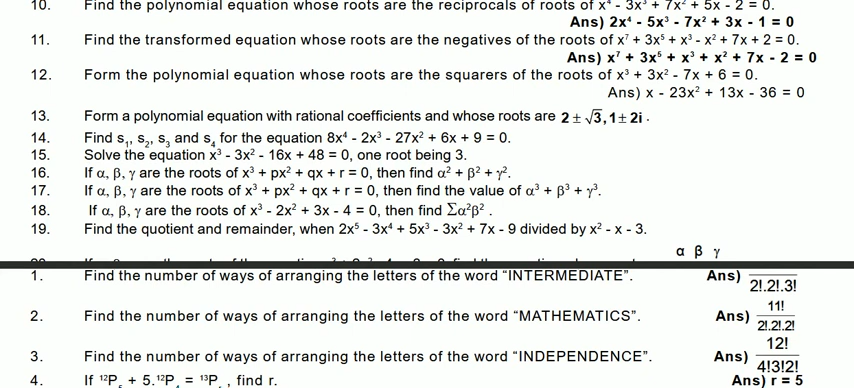 10. Find the polynomial equation whose roots are the reciprocals of roots of x⁴ - 3x³ + 7x² + 5x - 2 = 0.
Ans) 2x⁴ - 5x³ - 7x² + 3x - 1 = 0
11. Find the transformed equation whose roots are the negatives of the roots of x⁷ + 3x⁵ + x³ - x² + 7x + 2 = 0.
Ans) x⁷ + 3x⁵ + x³ + x² + 7x - 2 = 0
12. Form the polynomial equation whose roots are the squarers of the roots of x³ + 3x² - 7x + 6 = 0.
Ans) x - 23x² + 13x - 36 = 0
13. Form a polynomial equation with rational coefficients and whose roots are 2 ± √3, 1 ± 2i .
14. Find s₁, s₂, s₃ and s₄ for the equation 8x⁴ - 2x³ - 27x² + 6x + 9 = 0.
15. Solve the equation x³ - 3x² - 16x + 48 = 0, one root being 3.
16. If α, β, γ are the roots of x³ + px² + qx + r = 0, then find α² + β² + γ².
17. If α, β, γ are the roots of x³ + px² + qx + r = 0, then find the value of α³ + β³ + γ³.
18. If α, β, γ are the roots of x³ - 2x² + 3x - 4 = 0, then find Σα²β² .
19. Find the quotient and remainder, when 2x⁵ - 3x⁴ + 5x³ - 3x² + 7x - 9 divided by x² - x - 3.
α β γ
1. Find the number of ways of arranging the letters of the word “INTERMEDIATE”. Ans) 2!.2!.3!
2. Find the number of ways of arranging the letters of the word “MATHEMATICS”. Ans) 11! / 2!.2!.2!
3. Find the number of ways of arranging the letters of the word “INDEPENDENCE”. Ans) 12! / 4!3!2!
4. If ¹²P + 5.¹²P = ¹³P , find r. Ans) r = 5